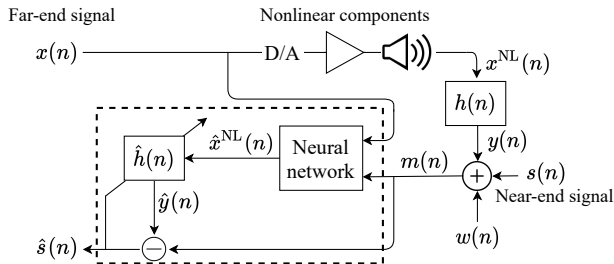 Far-end signal
Nonlinear components
x(n)
D/A
x^NL(n)
h(n)
y(n)
ĥ(n)
x̂^NL(n)
Neural
network
m(n)
+
s(n)
Near-end signal
ŷ(n)
w(n)
ŝ(n)
−